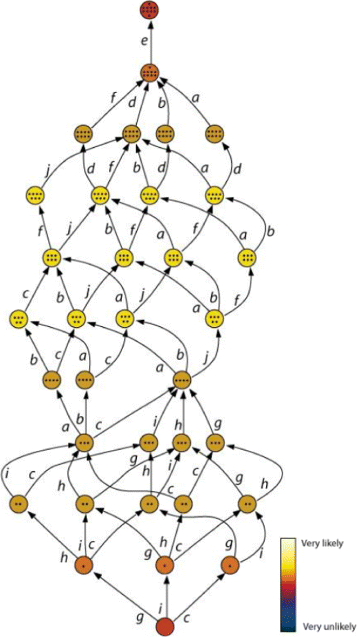 e
f d b a
j d f b d a d
f j b f a f a b
c b j a j a b f
b c a c a b j
a b c i h g
i c h g h i c g h
h i c g h c g i
g i c
Very likely
Very unlikely